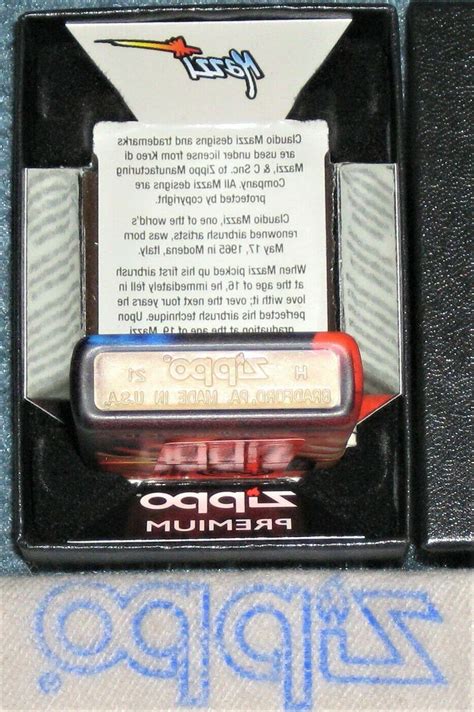 Mazzi
Claudio Mazzi designs and trademarks
are used under license from Kre di
Mazzi, & C Snc. to Zippo Manufacturing
Company. All Mazzi designs are
protected by copyright.
Claudio Mazzi, one of the world's
renowned airbrush artists, was born,
May 17, 1965 in Modena, Italy.
When Mazzi picked up his first airbrush
at the age of 16, he immediately fell in
love with it; over the next four years he
perfected his airbrush technique. Upon
graduation at the age of 19, Mazzi
H zippo 21
BRADFORD, PA. MADE IN U.S.A.
zippo
zippo
PREMIUM
zippo